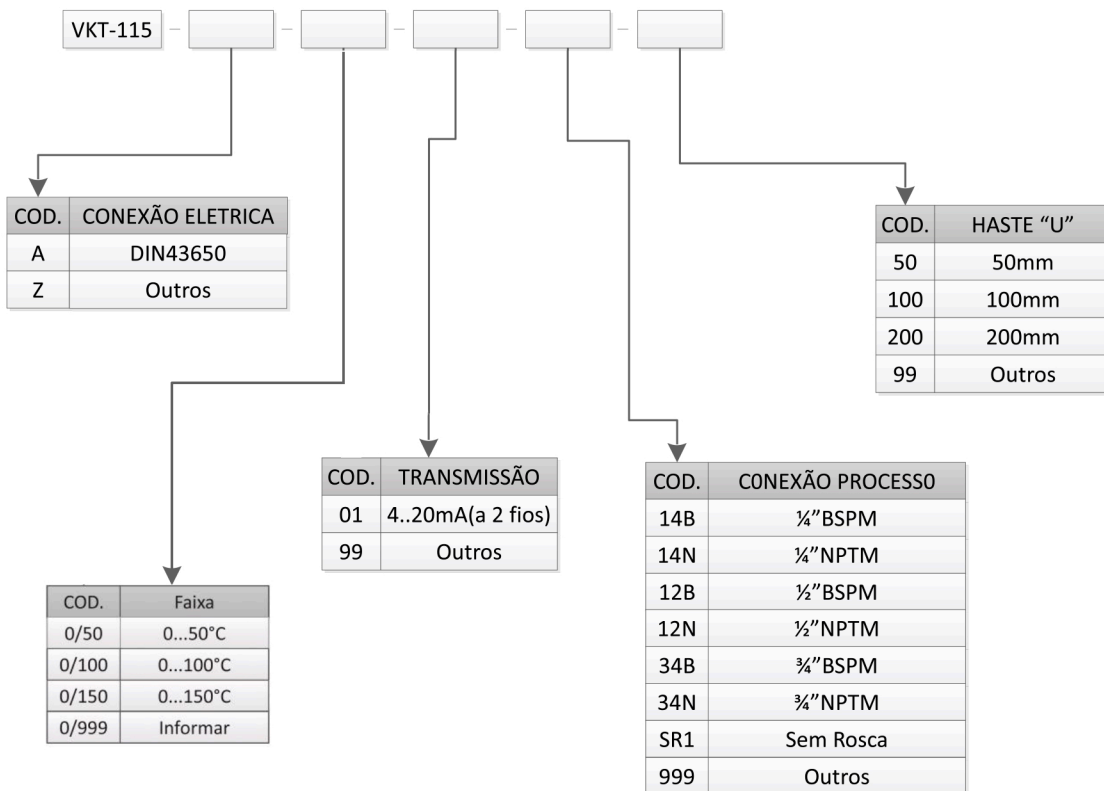 VKT-115
COD. CONEXÃO ELETRICA
A DIN43650
Z Outros
COD. Faixa
0/50 0...50°C
0/100 0...100°C
0/150 0...150°C
0/999 Informar
COD. TRANSMISSÃO
01 4..20mA(a 2 fios)
99 Outros
COD. C0NEXÃO PROCESS0
14B ¼”BSPM
14N ¼”NPTM
12B ½”BSPM
12N ½”NPTM
34B ¾”BSPM
34N ¾”NPTM
SR1 Sem Rosca
999 Outros
COD. HASTE “U”
50 50mm
100 100mm
200 200mm
99 Outros